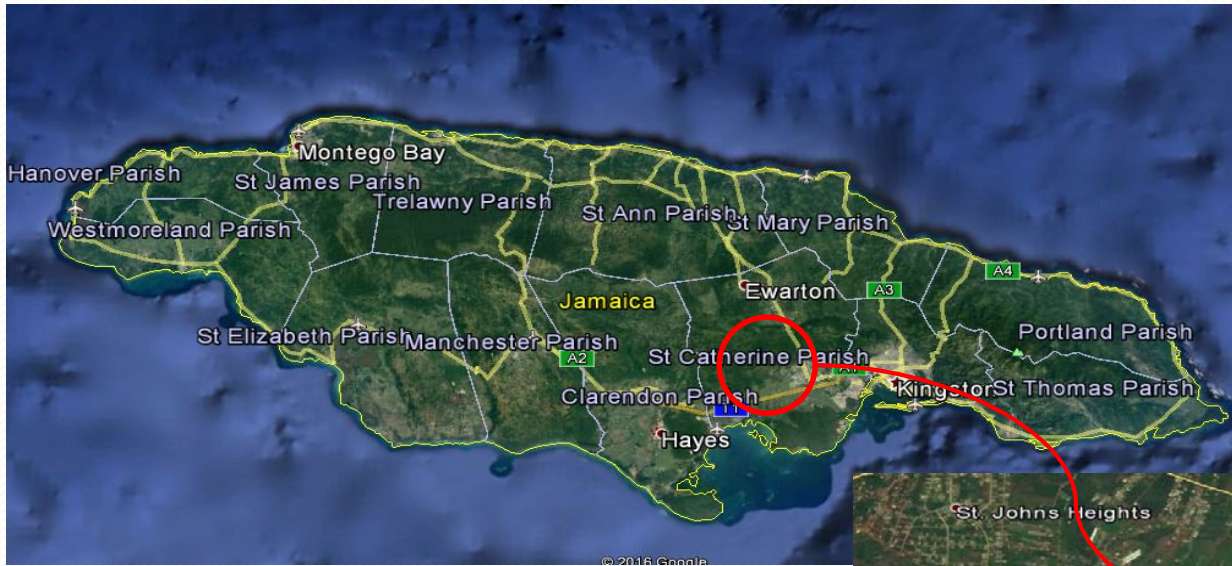 Montego Bay
Hanover Parish
St James Parish
Trelawny Parish
St Ann Parish
St Mary Parish
Westmoreland Parish
A4
A3
Ewarton
Jamaica
St Elizabeth Parish
Manchester Parish
A2
St Catherine Parish
Portland Parish
Kingston
St Thomas Parish
Clarendon Parish
T1
Hayes
St. Johns Heights
© 2016 Google